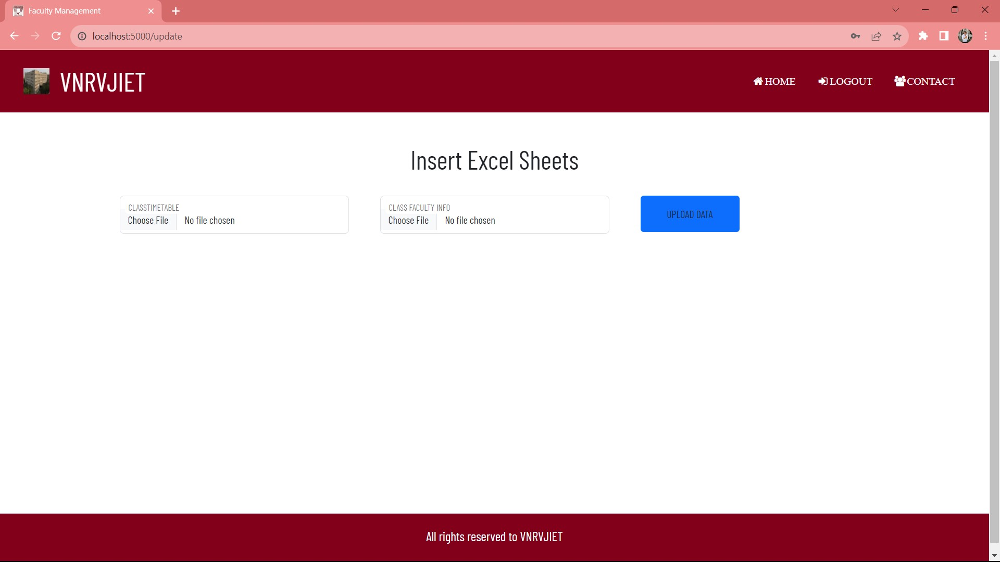 Faculty Management
localhost:5000/update
VNRVJIET
HOME
LOGOUT
CONTACT
Insert Excel Sheets
CLASSTIMETABLE
Choose File No file chosen
CLASS FACULTY INFO
Choose File No file chosen
UPLOAD DATA
All rights reserved to VNRVJIET